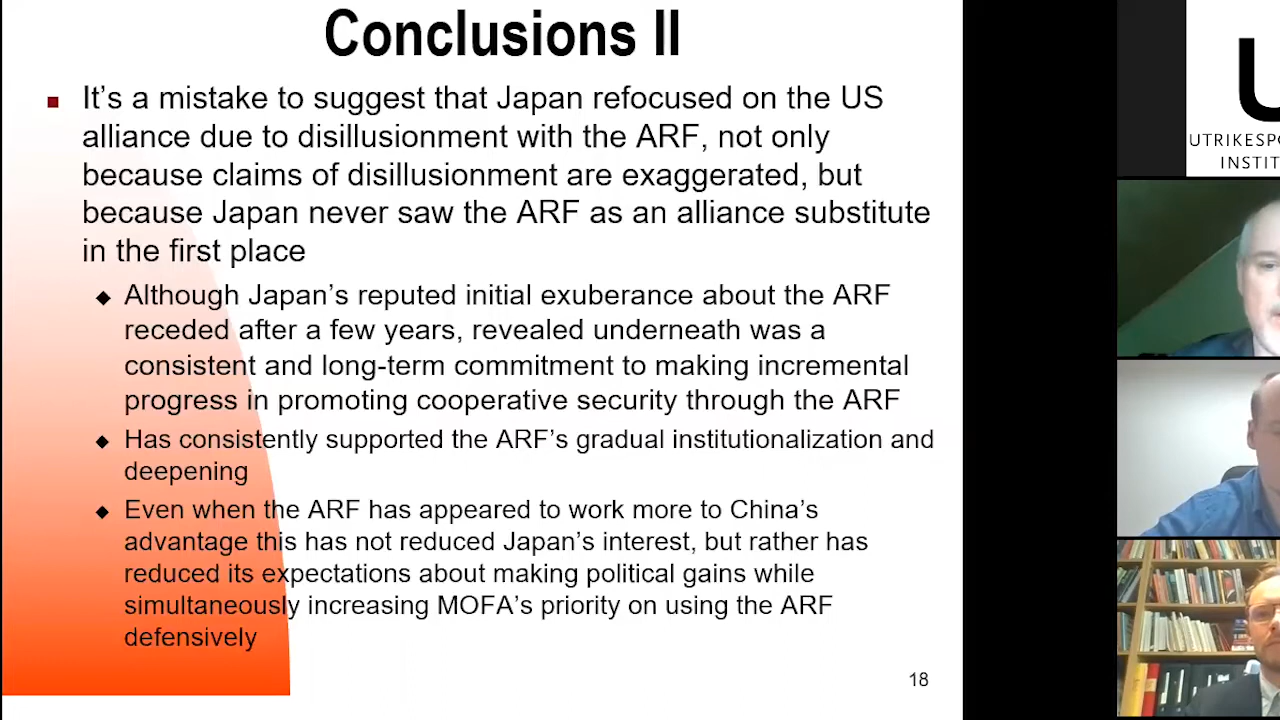 Conclusions II
It's a mistake to suggest that Japan refocused on the US
alliance due to disillusionment with the ARF, not only
because claims of disillusionment are exaggerated, but
because Japan never saw the ARF as an alliance substitute
in the first place
Although Japan's reputed initial exuberance about the ARF
receded after a few years, revealed underneath was a
consistent and long-term commitment to making incremental
progress in promoting cooperative security through the ARF
Has consistently supported the ARF's gradual institutionalization and
deepening
Even when the ARF has appeared to work more to China's
advantage this has not reduced Japan's interest, but rather has
reduced its expectations about making political gains while
simultaneously increasing MOFA's priority on using the ARF
defensively
18
U
UTRIKESPO
INSTIT